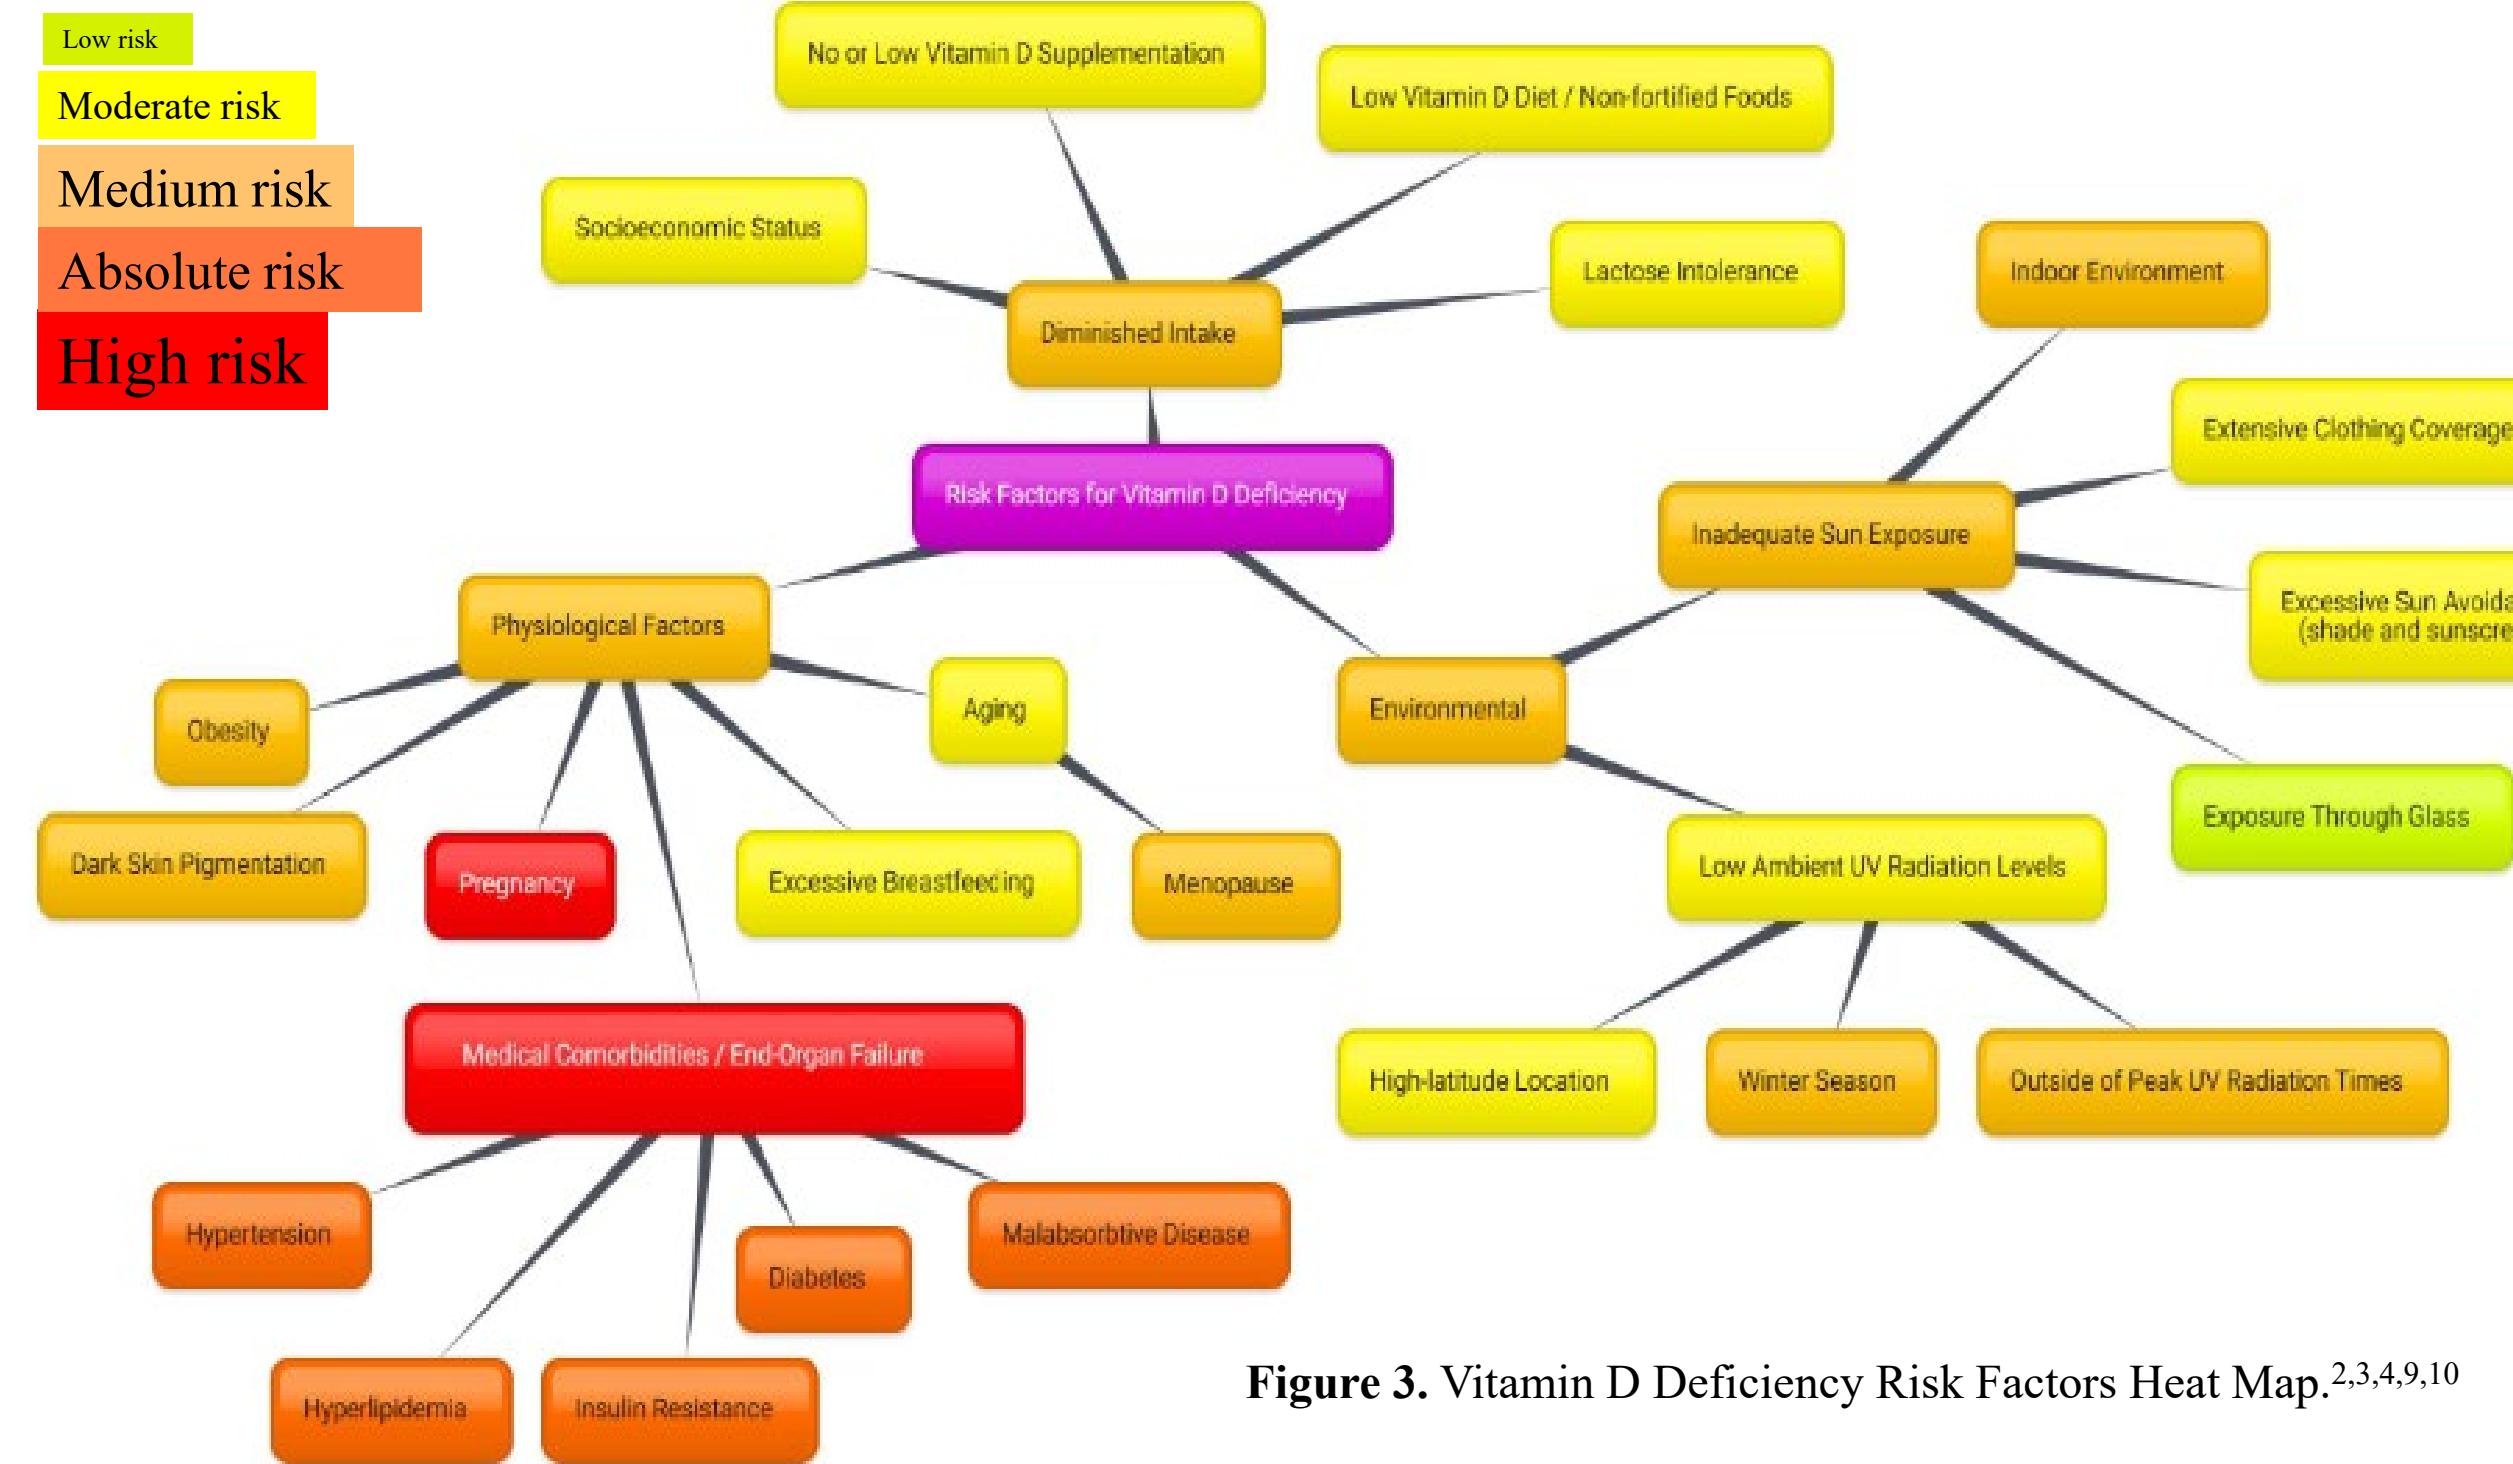 Low risk
Moderate risk
Medium risk
Absolute risk
High risk
No or Low Vitamin D Supplementation
Low Vitamin D Diet / Non-fortified Foods
Socioeconomic Status
Lactose Intolerance
Indoor Environment
Diminished Intake
Extensive Clothing Coverage
Risk Factors for Vitamin D Deficiency
Inadequate Sun Exposure
Excessive Sun
(shade and
Physiological Factors
Aging
Environmental
Obesity
Exposure Through Glass
Dark Skin Pigmentation
Pregnancy
Excessive Breastfeeding
Menopause
Low Ambient UV Radiation Levels
Medical Comorbidities / End-Organ Failure
High-latitude Location
Winter Season
Outside of Peak UV Radiation Times
Hypertension
Diabetes
Malabsorbtive Disease
Hyperlipidemia
Insulin Resistance
Figure 3. Vitamin D Deficiency Risk Factors Heat Map.2,3,4,9,10